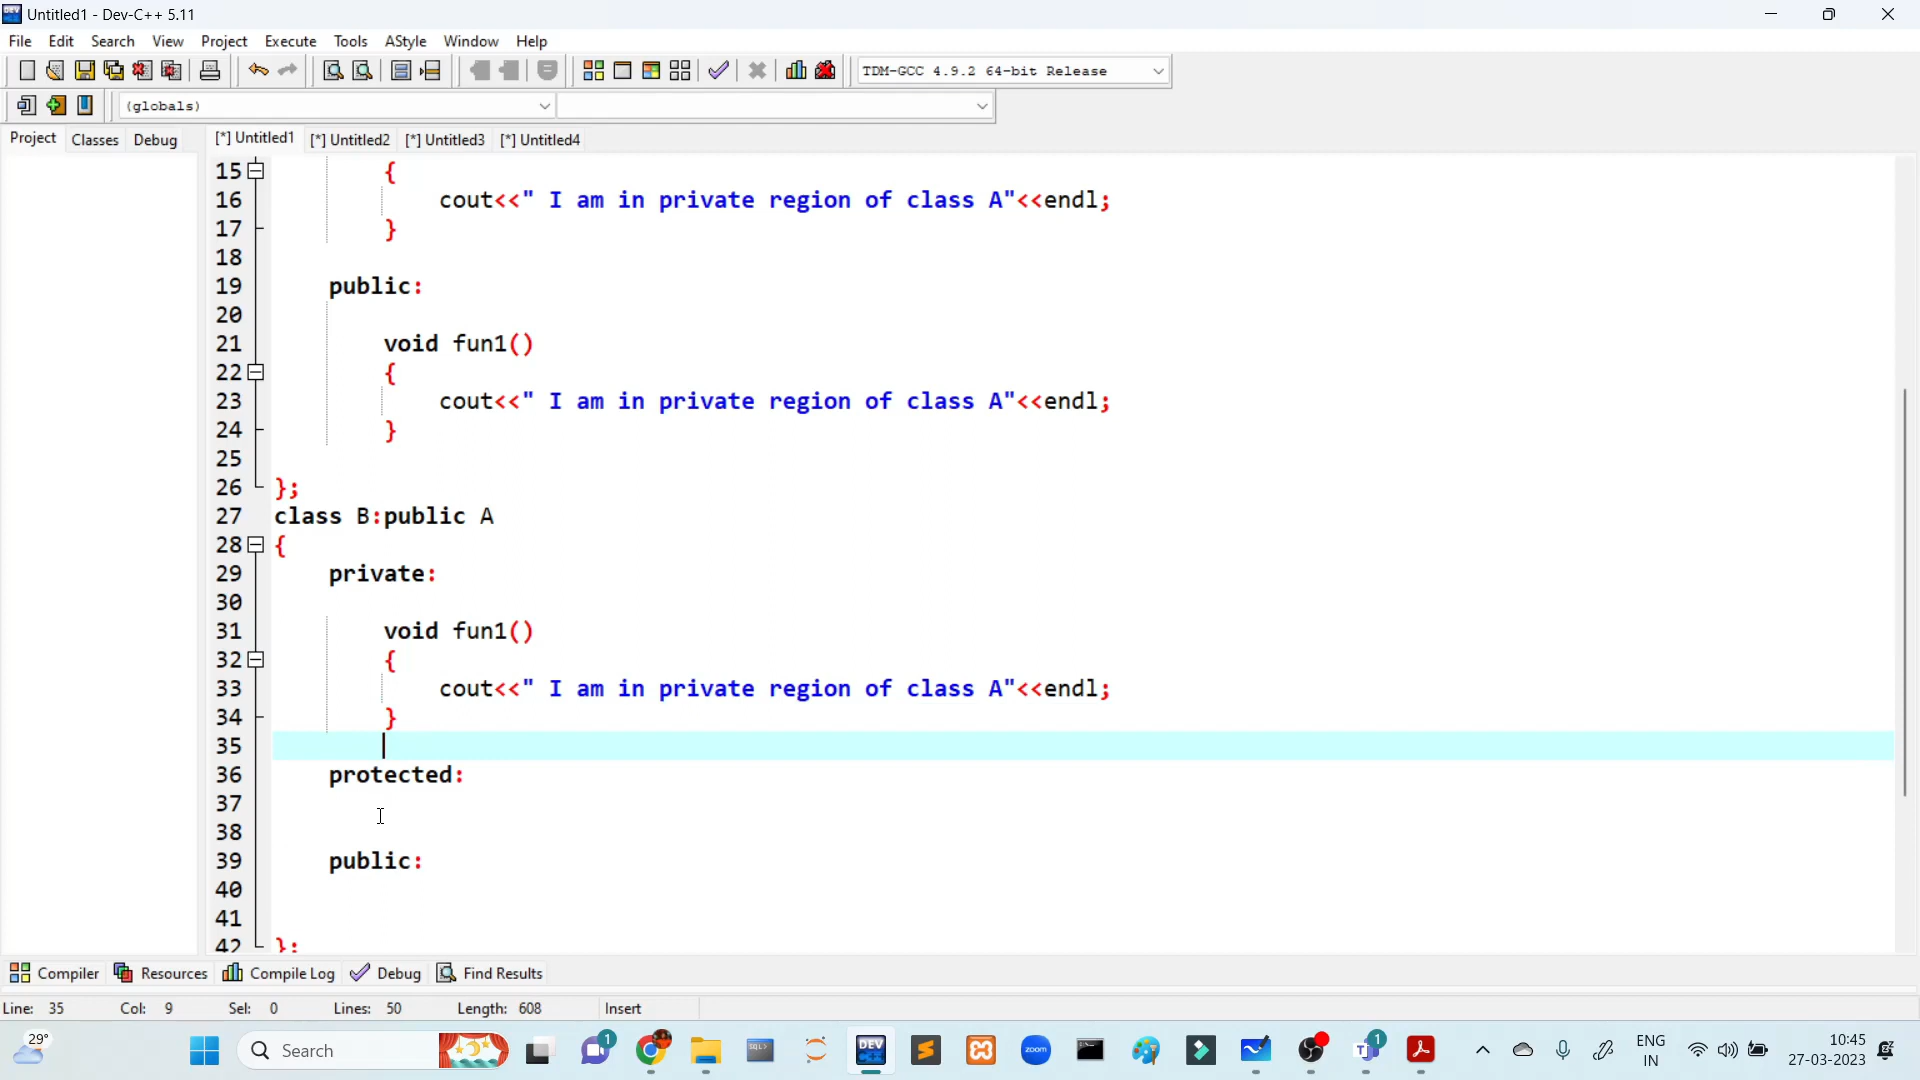 Untitled1 - Dev-C++ 5.11
File Edit Search View Project Execute Tools AStyle Window Help
TDM-GCC 4.9.2 64-bit Release
(globals)
Project Classes Debug [*] Untitled1 [*] Untitled2 [*] Untitled3 [*] Untitled4
15 {
16 cout<<" I am in private region of class A"<<endl;
17 }
18
19 public:
20
21 void fun1()
22 {
23 cout<<" I am in private region of class A"<<endl;
24 }
25
26 };
27 class B:public A
28 {
29 private:
30
31 void fun1()
32 {
33 cout<<" I am in private region of class A"<<endl;
34 }
35
36 protected:
37
38
39 public:
40
41
42 };
Compiler Resources Compile Log Debug Find Results
Line: 35 Col: 9 Sel: 0 Lines: 50 Length: 608 Insert
29° Search 1 SQL> DEV C++ zoom 1 ENG 10:45
IN 27-03-2023